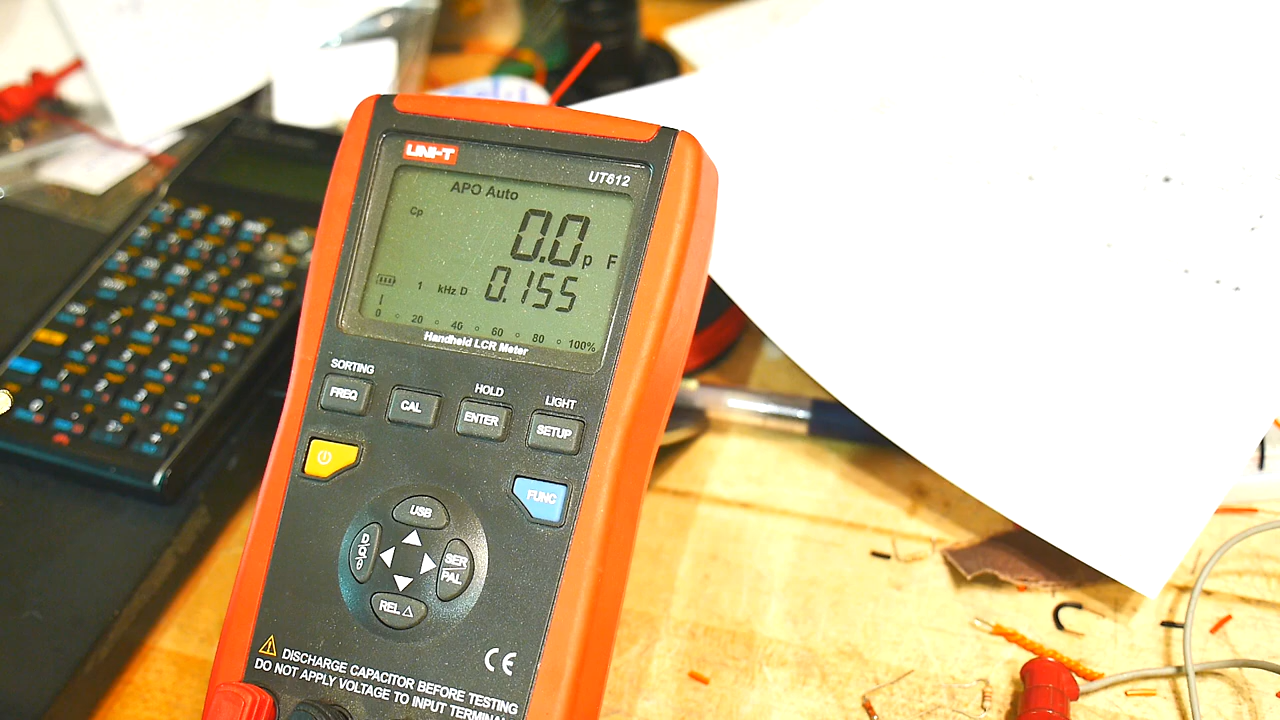 UNI-T
UT612
APO Auto
Cp
0.0 p F
1 kHz D 0.155
0 20 40 60 80 100%
Handheld LCR Meter
SORTING
HOLD
LIGHT
FREQ
CAL
ENTER
SETUP
FUNC
USB
D/Q/θ
SER
PAL
REL △
DISCHARGE CAPACITOR BEFORE TESTING
DO NOT APPLY VOLTAGE TO INPUT
CE